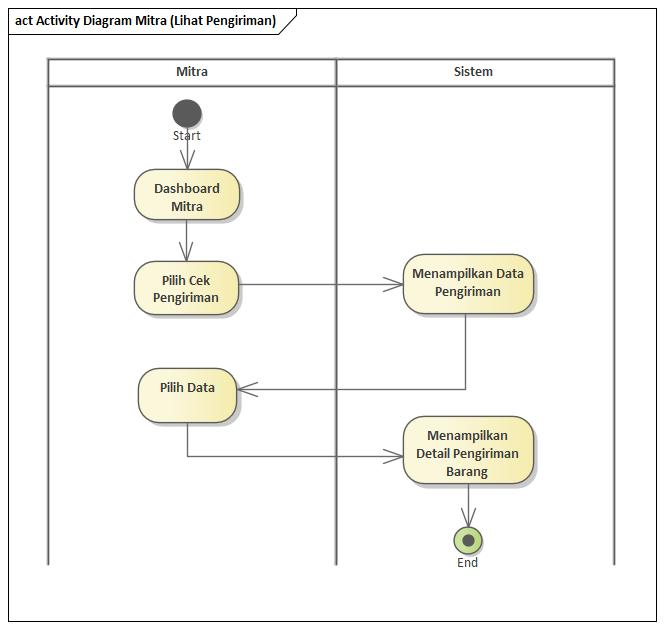 act Activity Diagram Mitra (Lihat Pengiriman)
Mitra
Sistem
Start
Dashboard
Mitra
Pilih Cek
Pengiriman
Menampilkan Data
Pengiriman
Pilih Data
Menampilkan
Detail Pengiriman
Barang
End